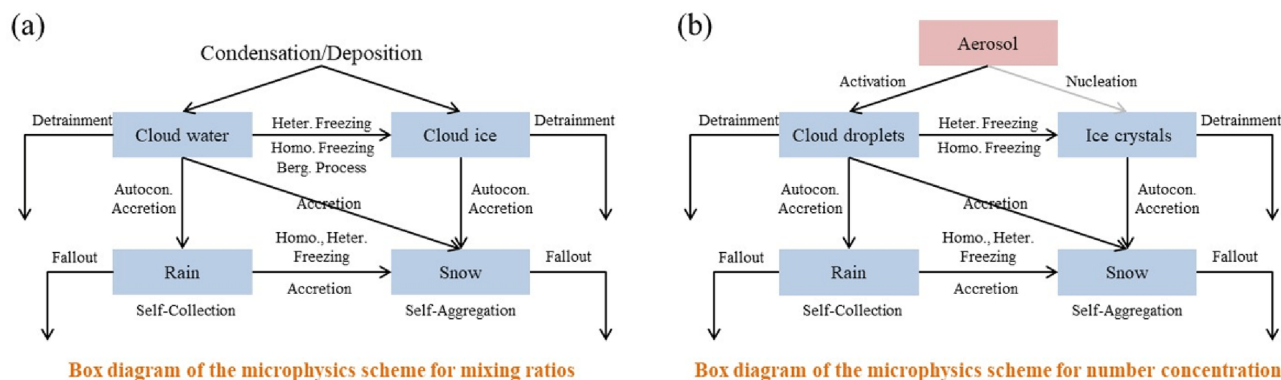 (a)
Condensation/Deposition
Detrainment
Cloud water
Heter. Freezing
Homo. Freezing
Berg. Process
Cloud ice
Detrainment
Autocon.
Accretion
Accretion
Autocon.
Accretion
Fallout
Rain
Homo., Heter.
Freezing
Accretion
Snow
Fallout
Self-Collection
Self-Aggregation
Box diagram of the microphysics scheme for mixing ratios
(b)
Aerosol
Activation
Nucleation
Detrainment
Cloud droplets
Heter. Freezing
Homo. Freezing
Ice crystals
Detrainment
Autocon.
Accretion
Accretion
Autocon.
Accretion
Fallout
Rain
Homo., Heter.
Freezing
Accretion
Snow
Fallout
Self-Collection
Self-Aggregation
Box diagram of the microphysics scheme for number concentration